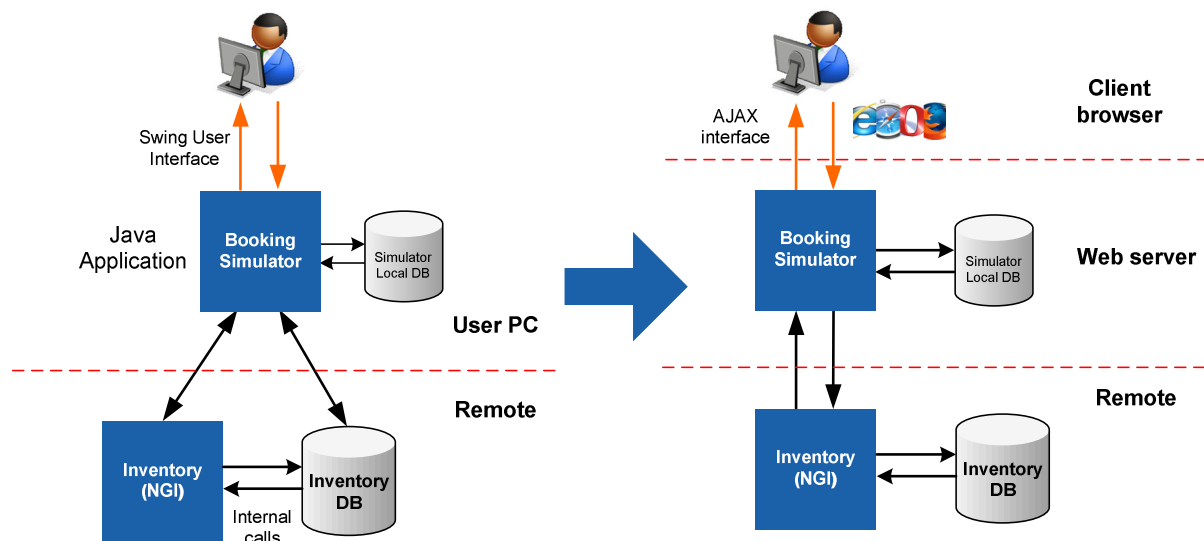 Swing User
Interface
Java
Application
Booking
Simulator
Simulator
Local DB
User PC
Remote
Inventory
(NGI)
Inventory
DB
Internal
calls
AJAX
interface
Client
browser
Booking
Simulator
Simulator
Local DB
Web server
Remote
Inventory
(NGI)
Inventory
DB